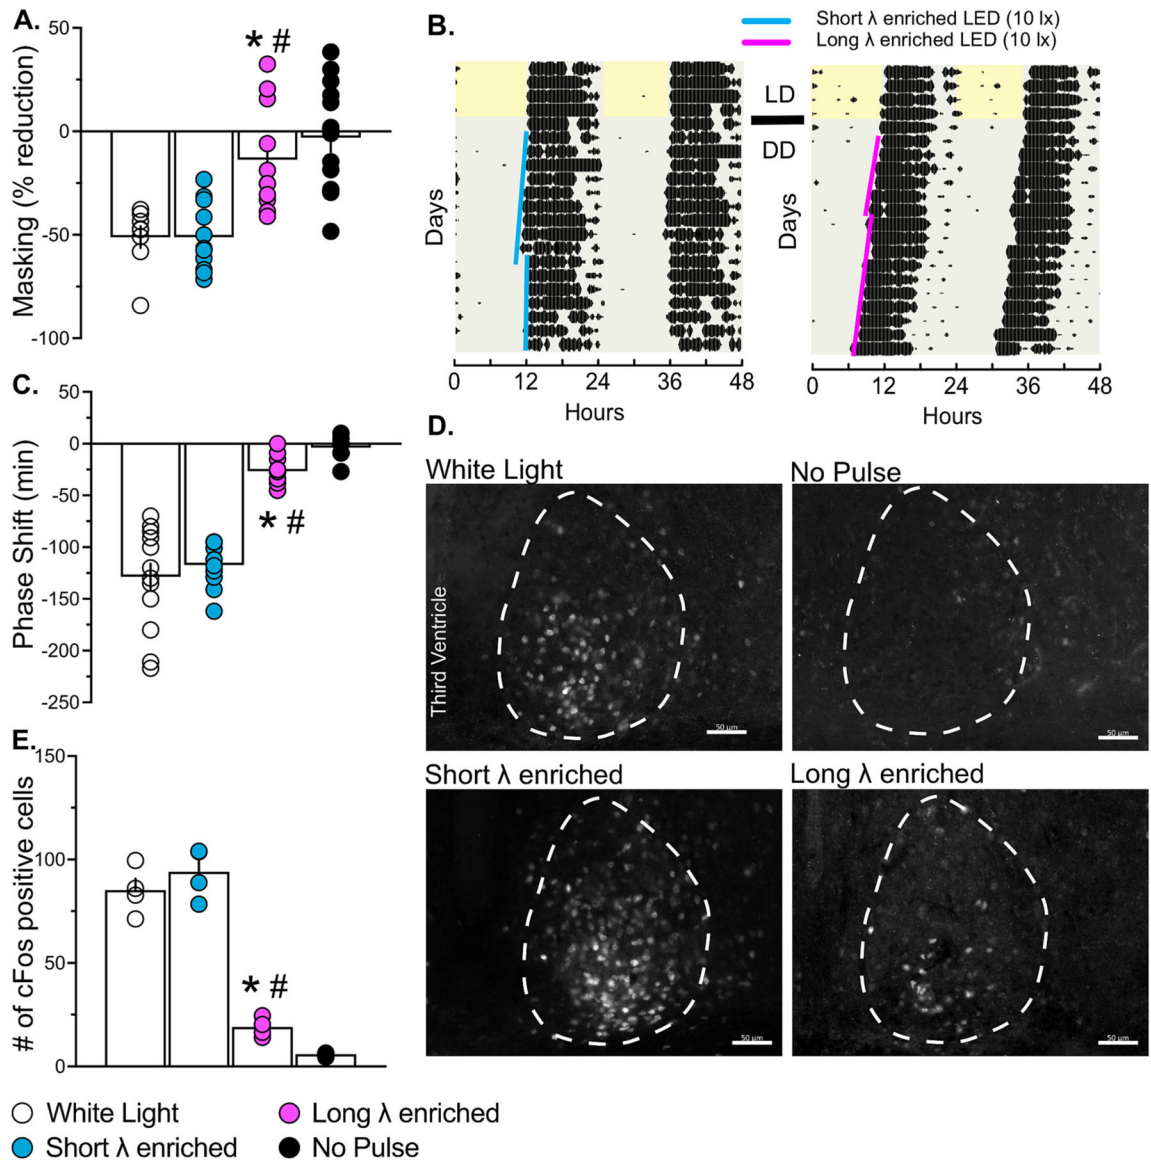 A.
Masking (% reduction)
50
0
-50
-100
* #
B.
Short λ enriched LED (10 lx)
Long λ enriched LED (10 lx)
LD
DD
Days
Days
0 12 24 36 48
Hours
0 12 24 36 48
Hours
C.
Phase Shift (min)
50
0
-50
-100
-150
-200
-250
* #
D.
White Light
No Pulse
Third Ventricle
50 µm
50 µm
Short λ enriched
Long λ enriched
50 µm
50 µm
E.
# of cFos positive cells
150
100
50
0
* #
White Light
Long λ enriched
Short λ enriched
No Pulse